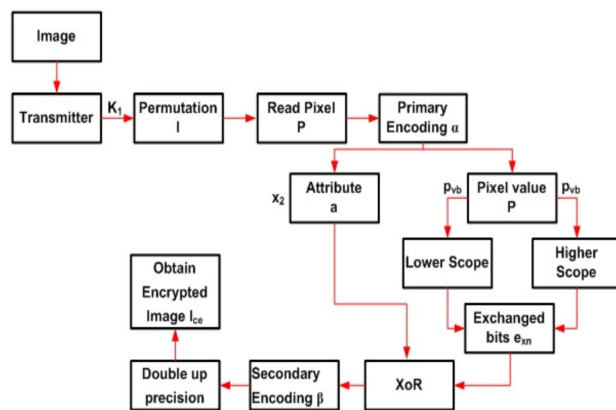 Image
Transmitter
K1
Permutation
I
Read Pixel
P
Primary
Encoding α
x2
Attribute
a
pvb
Pixel value
P
pvb
Lower Scope
Higher
Scope
Exchanged
bits exn
XoR
Secondary
Encoding β
Double up
precision
Obtain
Encrypted
Image Ice